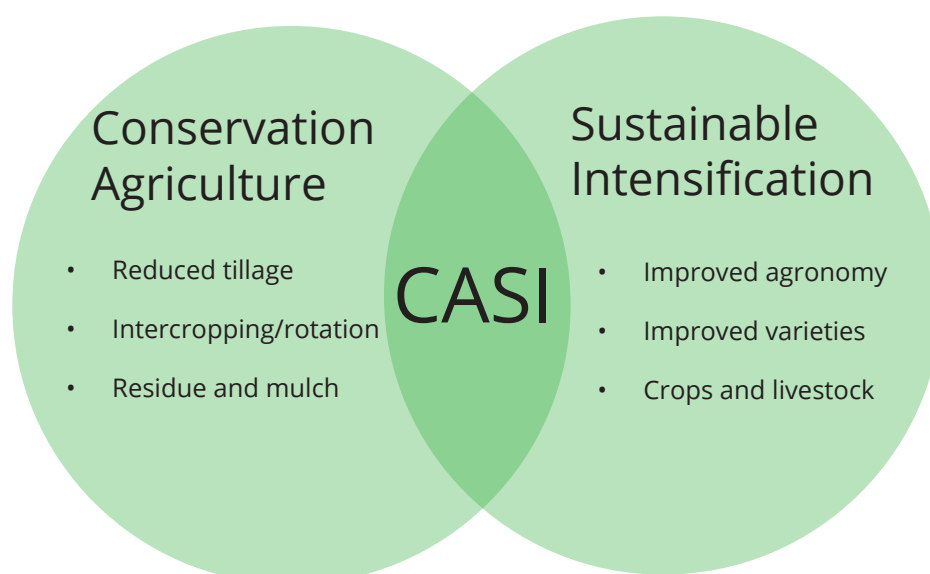 Conservation
Agriculture
• Reduced tillage
• Intercropping/rotation
• Residue and mulch
CASI
Sustainable
Intensification
• Improved agronomy
• Improved varieties
• Crops and livestock